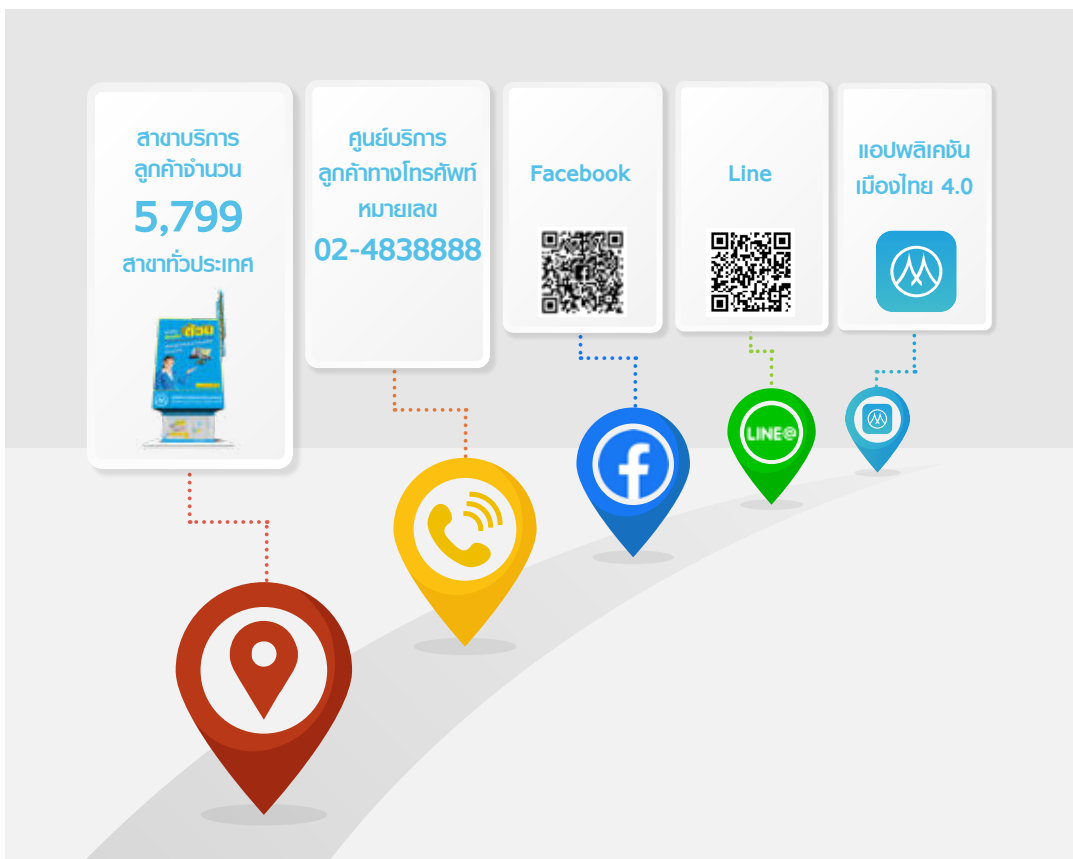 สาขาบริการ
ลูกค้าจำนวน
5,799
สาขาทั่วประเทศ
ด่วน
ศูนย์บริการ
ลูกค้าทางโทรศัพท์
หมายเลข
02-4838888
Facebook
Line
แอปพลิเคชัน
เมืองไทย 4.0
LINE@